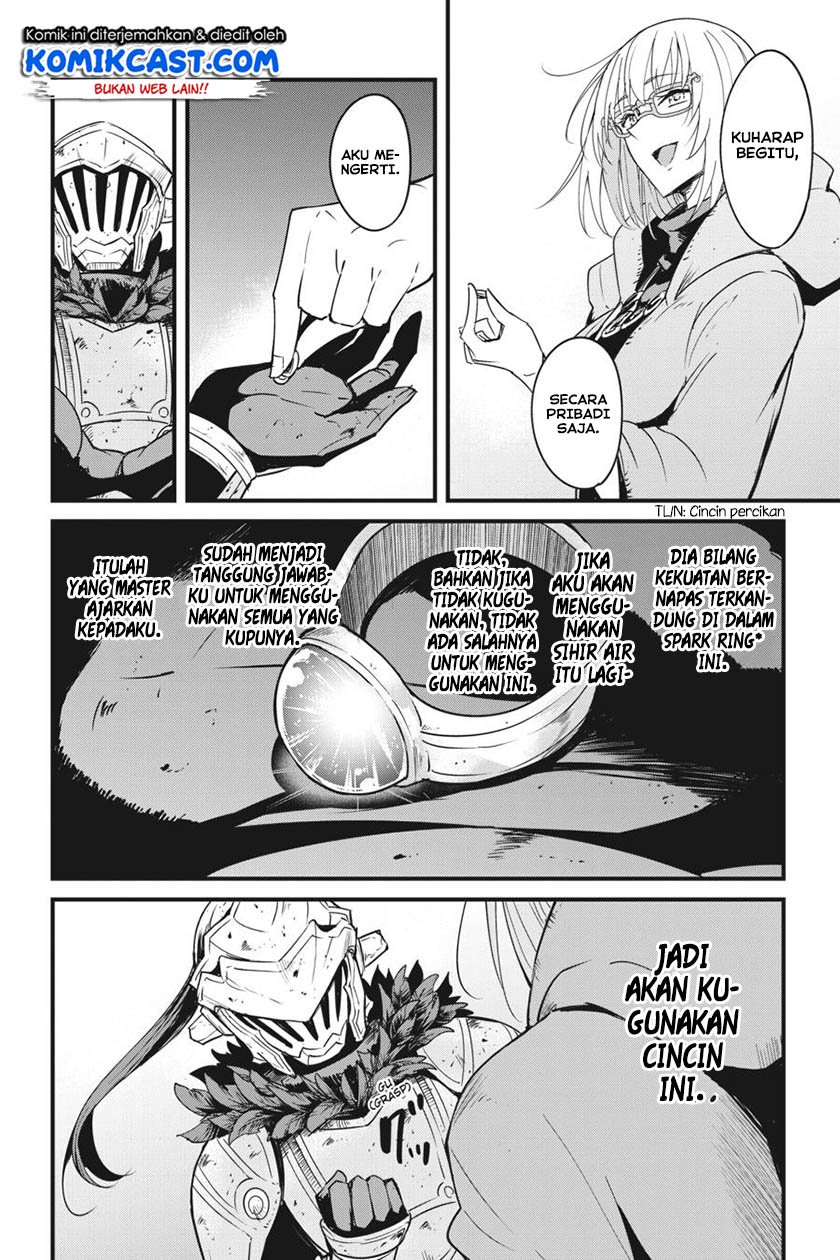 Komik ini diterjemahkan & diedit oleh
KOMIKCAST.COM
BUKAN WEB LAIN!!
KUHARAP
BEGITU,
SECARA
PRIBADI
SAJA.
AKU ME-
NGERTI.
TL/N: Cincin percikan
DIA BILANG
KEKUATAN BER-
NAPAS TERKAN-
DUNG DI DALAM
SPARK RING*
INI.
JIKA
AKU AKAN
MENGGU-
NAKAN
SIHIR AIR
ITU LAGI-
TIDAK,
BAHKAN JIKA
TIDAK KUGU-
NAKAN, TIDAK
ADA SALAHNYA
UNTUK MENG-
GUNAKAN INI.
SUDAH MENJADI
TANGGUNG JAWAB-
KU UNTUK MENGGU-
NAKAN SEMUA YANG
KUPUNYA.
ITULAH
YANG MASTER
AJARKAN
KEPADAKU.
JADI
AKAN KU-
GUNAKAN
CINCIN
INI..
GU
(GRASP)
グッ